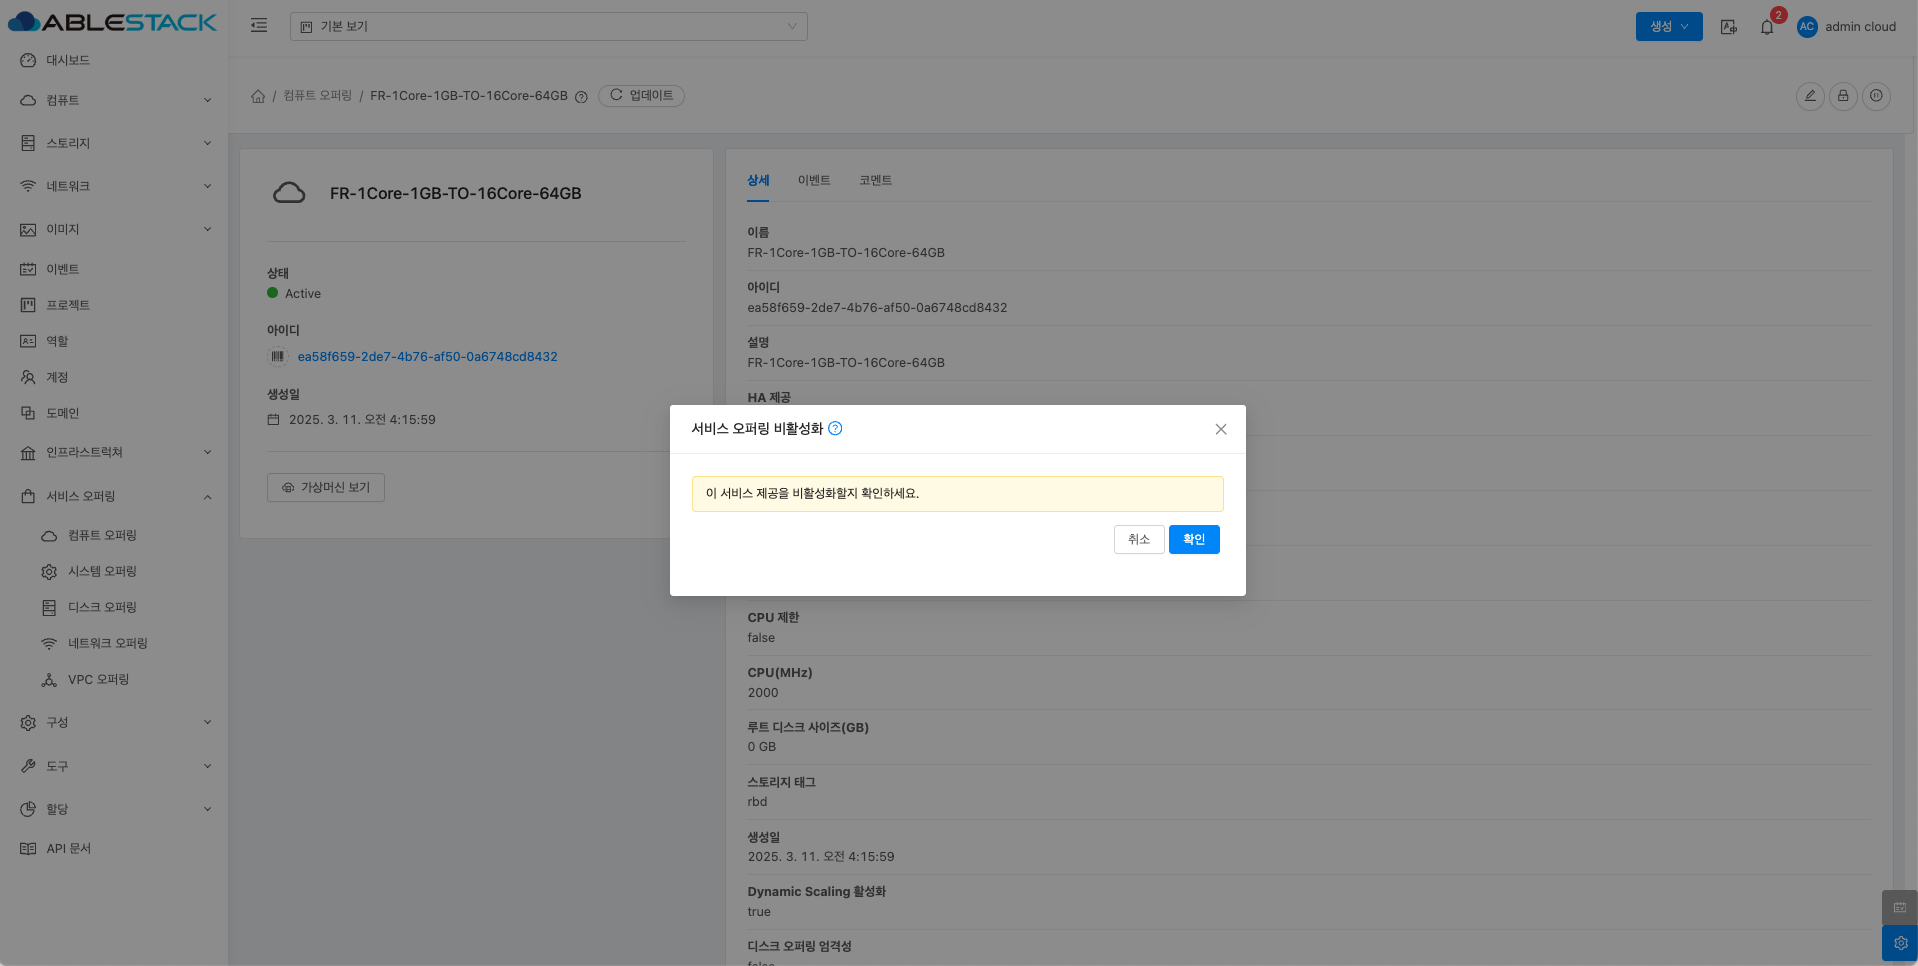 ABLESTACK
기본 보기
생성
2
AC
admin cloud
대시보드
컴퓨트
스토리지
네트워크
이미지
이벤트
프로젝트
역할
계정
도메인
인프라스트럭쳐
서비스 오퍼링
컴퓨트 오퍼링
시스템 오퍼링
디스크 오퍼링
네트워크 오퍼링
VPC 오퍼링
구성
도구
할당
API 문서
/ 컴퓨트 오퍼링 / FR-1Core-1GB-TO-16Core-64GB
업데이트
FR-1Core-1GB-TO-16Core-64GB
상태
Active
아이디
ea58f659-2de7-4b76-af50-0a6748cd8432
생성일
2025. 3. 11. 오전 4:15:59
가상머신 보기
상세
이벤트
코멘트
이름
FR-1Core-1GB-TO-16Core-64GB
아이디
ea58f659-2de7-4b76-af50-0a6748cd8432
설명
FR-1Core-1GB-TO-16Core-64GB
HA 제공
서비스 오퍼링 비활성화
이 서비스 제공을 비활성화할지 확인하세요.
취소
확인
CPU 제한
false
CPU(MHz)
2000
루트 디스크 사이즈(GB)
0 GB
스토리지 태그
rbd
생성일
2025. 3. 11. 오전 4:15:59
Dynamic Scaling 활성화
true
디스크 오퍼링 엄격성
false